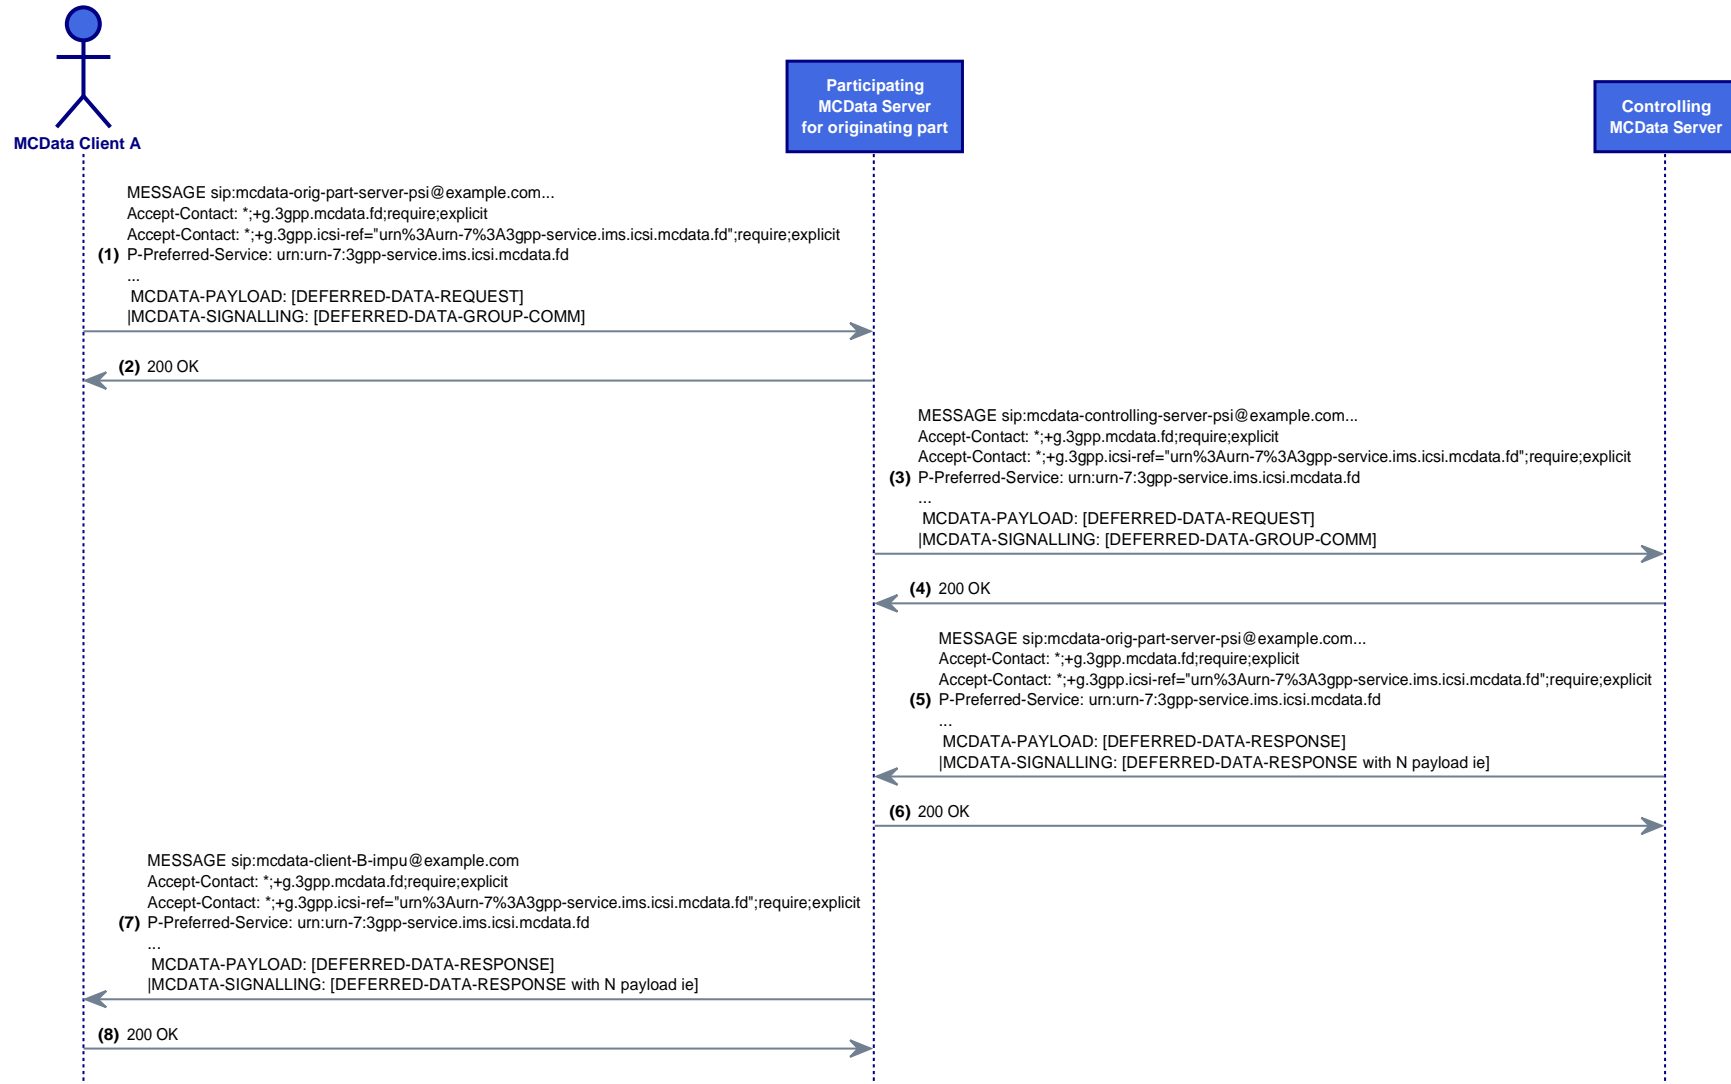 MCData Client A
Participating
MCData Server
for originating part
Controlling
MCData Server
MESSAGE sip:mcdata-orig-part-server-psi@example.com...
Accept-Contact: *;+g.3gpp.mcdata.fd;require;explicit
Accept-Contact: *;+g.3gpp.icsi-ref="urn%3Aurn-7%3A3gpp-service.ims.icsi.mcdata.fd";require;explicit
(1) P-Preferred-Service: urn:urn-7:3gpp-service.ims.icsi.mcdata.fd
...
MCDATA-PAYLOAD: [DEFERRED-DATA-REQUEST]
|MCDATA-SIGNALLING: [DEFERRED-DATA-GROUP-COMM]
(2) 200 OK
MESSAGE sip:mcdata-controlling-server-psi@example.com...
Accept-Contact: *;+g.3gpp.mcdata.fd;require;explicit
Accept-Contact: *;+g.3gpp.icsi-ref="urn%3Aurn-7%3A3gpp-service.ims.icsi.mcdata.fd";require;explicit
(3) P-Preferred-Service: urn:urn-7:3gpp-service.ims.icsi.mcdata.fd
...
MCDATA-PAYLOAD: [DEFERRED-DATA-REQUEST]
|MCDATA-SIGNALLING: [DEFERRED-DATA-GROUP-COMM]
(4) 200 OK
MESSAGE sip:mcdata-orig-part-server-psi@example.com...
Accept-Contact: *;+g.3gpp.mcdata.fd;require;explicit
Accept-Contact: *;+g.3gpp.icsi-ref="urn%3Aurn-7%3A3gpp-service.ims.icsi.mcdata.fd";require;explicit
(5) P-Preferred-Service: urn:urn-7:3gpp-service.ims.icsi.mcdata.fd
...
MCDATA-PAYLOAD: [DEFERRED-DATA-RESPONSE]
|MCDATA-SIGNALLING: [DEFERRED-DATA-RESPONSE with N payload ie]
(6) 200 OK
MESSAGE sip:mcdata-client-B-impu@example.com
Accept-Contact: *;+g.3gpp.mcdata.fd;require;explicit
Accept-Contact: *;+g.3gpp.icsi-ref="urn%3Aurn-7%3A3gpp-service.ims.icsi.mcdata.fd";require;explicit
(7) P-Preferred-Service: urn:urn-7:3gpp-service.ims.icsi.mcdata.fd
...
MCDATA-PAYLOAD: [DEFERRED-DATA-RESPONSE]
|MCDATA-SIGNALLING: [DEFERRED-DATA-RESPONSE with N payload ie]
(8) 200 OK